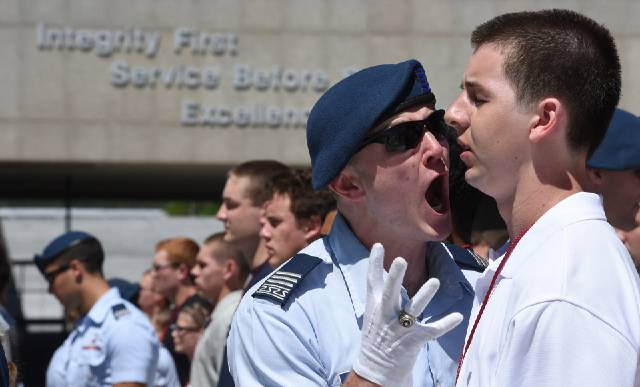 Integrity First
Service Before
Excellence